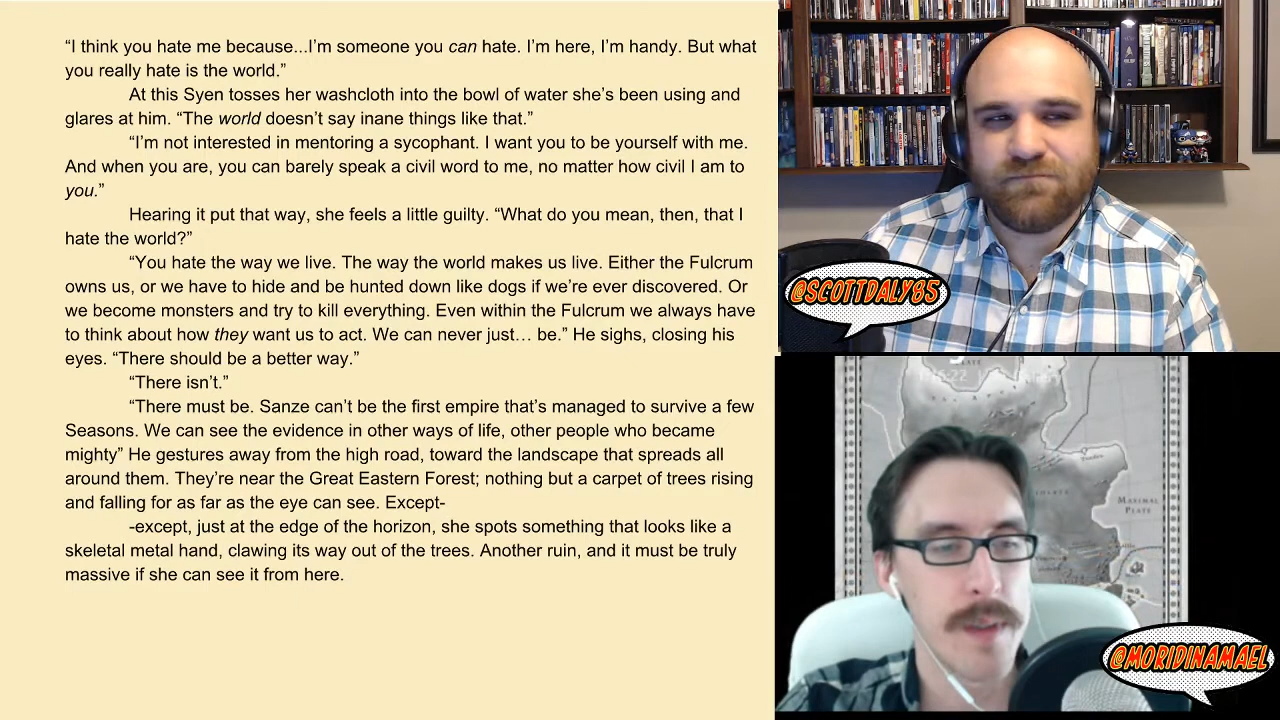 “I think you hate me because...I’m someone you can hate. I’m here, I’m handy. But what
you really hate is the world.”
At this Syen tosses her washcloth into the bowl of water she’s been using and
glares at him. “The world doesn’t say inane things like that.”
“I’m not interested in mentoring a sycophant. I want you to be yourself with me.
And when you are, you can barely speak a civil word to me, no matter how civil I am to
you.”
Hearing it put that way, she feels a little guilty. “What do you mean, then, that I
hate the world?”
“You hate the way we live. The way the world makes us live. Either the Fulcrum
owns us, or we have to hide and be hunted down like dogs if we’re ever discovered. Or
we become monsters and try to kill everything. Even within the Fulcrum we always have
to think about how they want us to act. We can never just… be.” He sighs, closing his
eyes. “There should be a better way.”
“There isn’t.”
“There must be. Sanze can’t be the first empire that’s managed to survive a few
Seasons. We can see the evidence in other ways of life, other people who became
mighty” He gestures away from the high road, toward the landscape that spreads all
around them. They’re near the Great Eastern Forest; nothing but a carpet of trees rising
and falling for as far as the eye can see. Except-
-except, just at the edge of the horizon, she spots something that looks like a
skeletal metal hand, clawing its way out of the trees. Another ruin, and it must be truly
massive if she can see it from here.
@SCOTTDALY85
MAXIMAL
PLATE
@MORIDINAMAEL